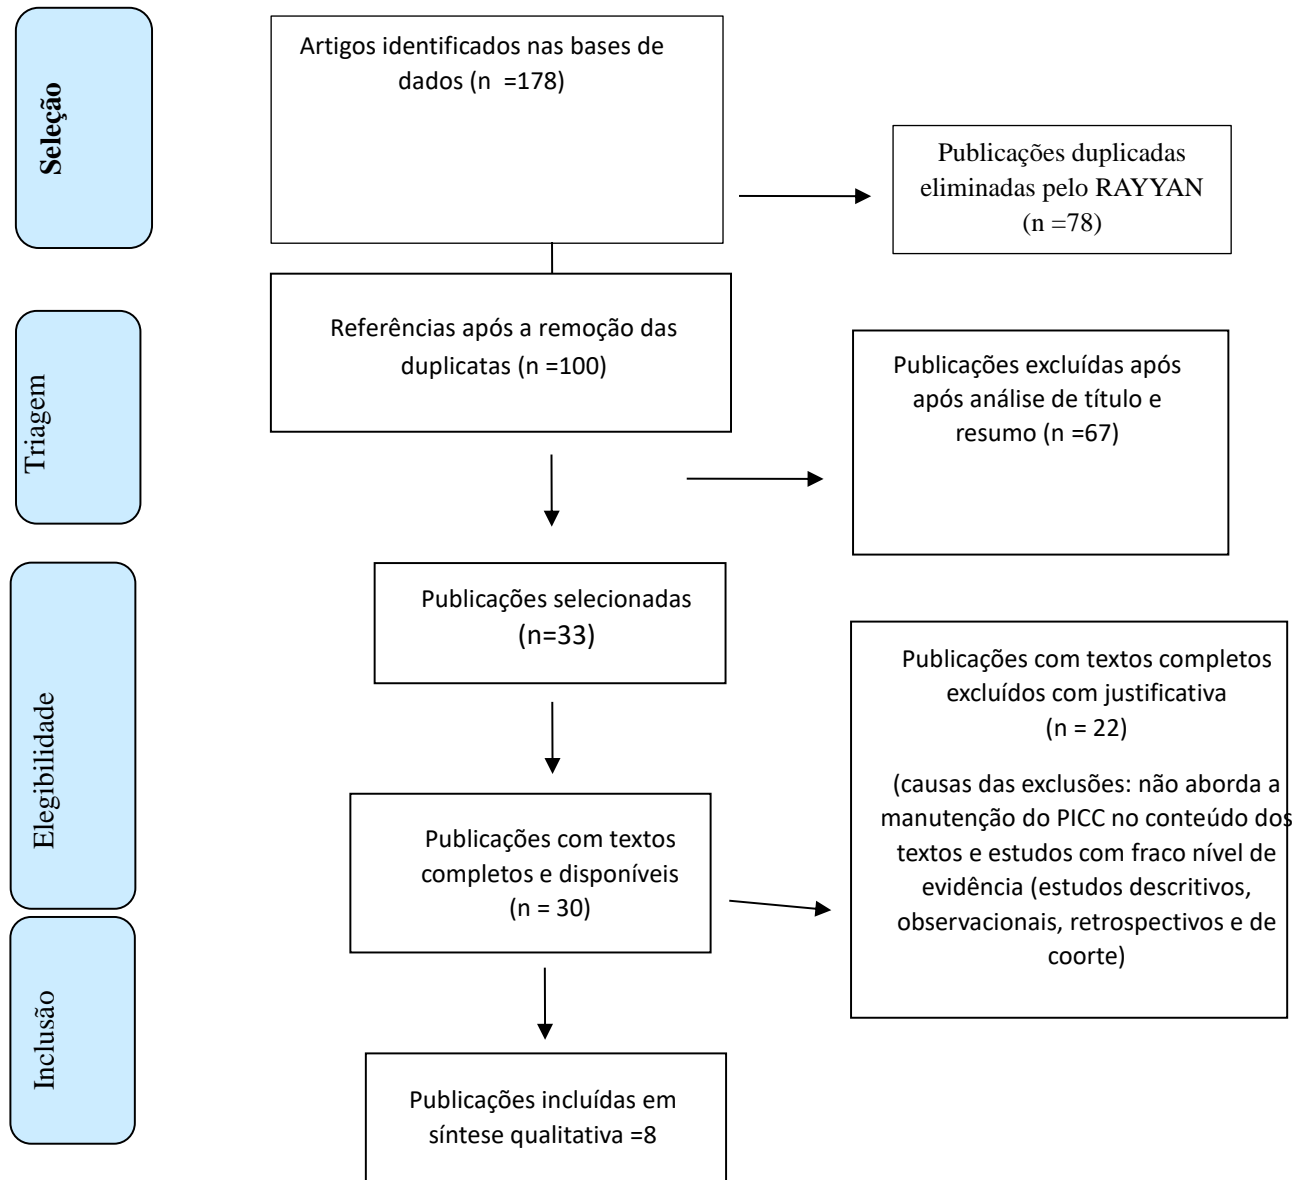 Seleção
Artigos identificados nas bases de
dados (n =178)
Publicações duplicadas
eliminadas pelo RAYYAN
(n =78)
Triagem
Referências após a remoção das
duplicatas (n =100)
Publicações excluídas após
após análise de título e
resumo (n =67)
Elegibilidade
Publicações selecionadas
(n=33)
Publicações com textos
completos e disponíveis
(n = 30)
Publicações com textos completos
excluídos com justificativa
(n = 22)
(causas das exclusões: não aborda a
manutenção do PICC no conteúdo dos
textos e estudos com fraco nível de
evidência (estudos descritivos,
observacionais, retrospectivos e de
coorte)
Inclusão
Publicações incluídas em
síntese qualitativa =8